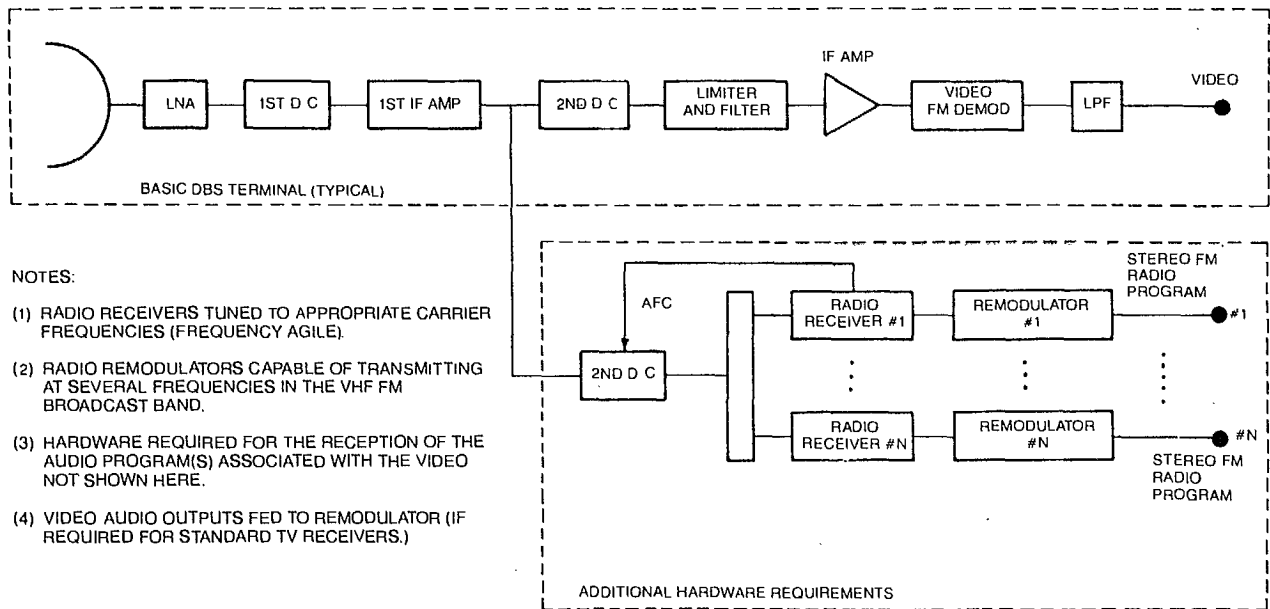 IF AMP
LNA
1ST D C
1ST IF AMP
2ND D C
LIMITER
AND FILTER
VIDEO
FM DEMOD
LPF
VIDEO
BASIC DBS TERMINAL (TYPICAL)
NOTES:
(1) RADIO RECEIVERS TUNED TO APPROPRIATE CARRIER
FREQUENCIES (FREQUENCY AGILE).
(2) RADIO REMODULATORS CAPABLE OF TRANSMITTING
AT SEVERAL FREQUENCIES IN THE VHF FM
BROADCAST BAND.
(3) HARDWARE REQUIRED FOR THE RECEPTION OF THE
AUDIO PROGRAM(S) ASSOCIATED WITH THE VIDEO
NOT SHOWN HERE.
(4) VIDEO AUDIO OUTPUTS FED TO REMODULATOR (IF
REQUIRED FOR STANDARD TV RECEIVERS.)
AFC
2ND D C
RADIO
RECEIVER #1
REMODULATOR
#1
STEREO FM
RADIO
PROGRAM
#1
RADIO
RECEIVER #N
REMODULATOR
#N
#N
STEREO FM
RADIO
PROGRAM
ADDITIONAL HARDWARE REQUIREMENTS